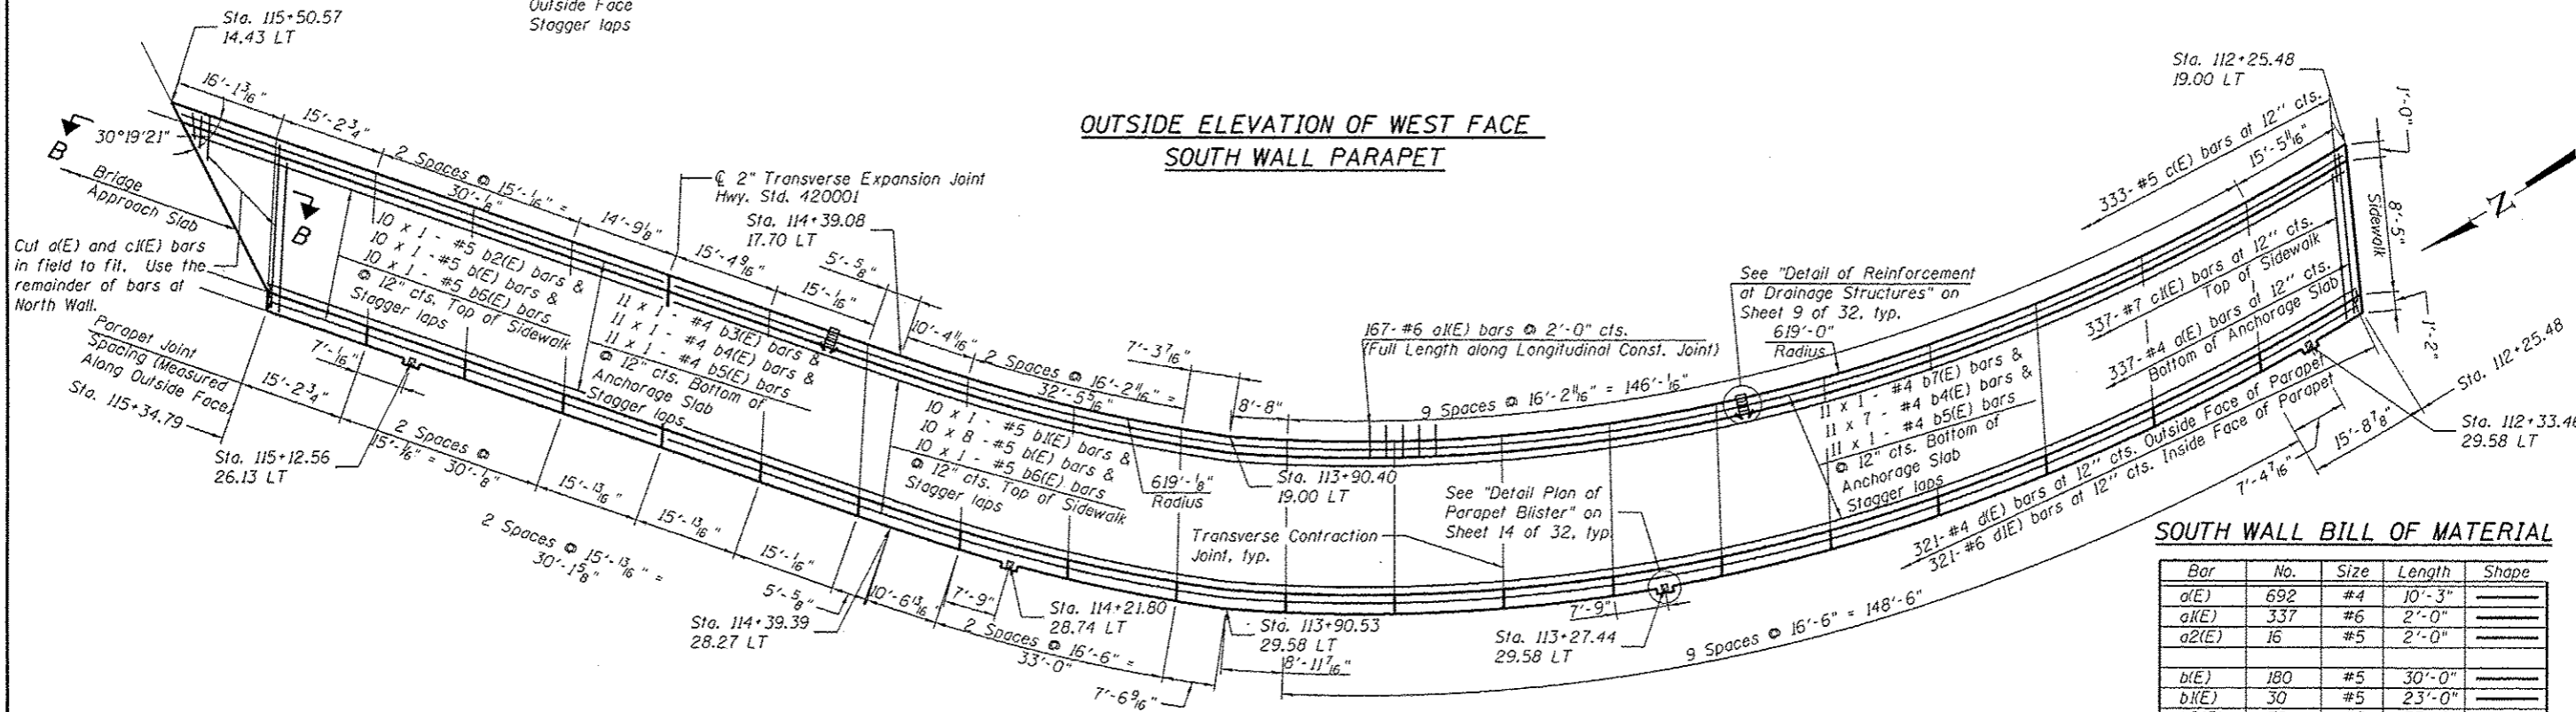 Outside Face
Stagger laps
Sta. 115+50.57
14.43 LT
16'-1 3/16"
15'-2 3/4"
2 Spaces @ 15'-1/16" =
30'-1/8"
14'-9 1/8"
15'-4 9/16"
15'-1/16"
5'-5/8"
30°19'21"
B
B
Bridge
Approach Slab
Cut a(E) and c1(E) bars
in field to fit. Use the
remainder of bars at
North Wall.
OUTSIDE ELEVATION OF WEST FACE
SOUTH WALL PARAPET
℄ 2" Transverse Expansion Joint
Hwy. Std. 420001
Sta. 114+39.08
17.70 LT
10'-4 11/16"
2 Spaces @ 16'-2 11/16" =
32'-5 5/16"
7'-3 7/16"
8'-8"
9 Spaces @ 16'-2 11/16" = 146'-1/16"
167-#6 a1(E) bars @ 2'-0" cts.
(Full Length along Longitudinal Const. Joint)
See "Detail of Reinforcement
at Drainage Structures" on
Sheet 9 of 32, typ.
619'-0"
Radius
Sta. 112+25.48
19.00 LT
333-#5 c(E) bars at 12" cts.
15'-5 11/16"
1'-0"
8'-5"
Sidewalk
1'-2"
N
337-#7 c1(E) bars at 12" cts.
Top of Sidewalk
337-#4 a(E) bars at 12" cts.
Bottom of Anchorage Slab
10 x 1 - #5 b2(E) bars &
10 x 1 - #5 b(E) bars &
10 x 1 - #5 b6(E) bars
@ 12" cts. Top of Sidewalk
Stagger laps
11 x 1 - #4 b3(E) bars &
11 x 1 - #4 b4(E) bars &
11 x 1 - #4 b5(E) bars
@ 12" cts. Bottom of
Anchorage Slab
Stagger laps
10 x 1 - #5 b1(E) bars &
10 x 8 - #5 b(E) bars &
10 x 1 - #5 b6(E) bars
@ 12" cts. Top of Sidewalk
Stagger laps
619'-1/8"
Radius
Sta. 113+90.40
19.00 LT
11 x 1 - #4 b7(E) bars &
11 x 7 - #4 b4(E) bars &
11 x 1 - #4 b5(E) bars
@ 12" cts. Bottom of
Anchorage Slab
Stagger laps
Transverse Contraction
Joint, typ.
See "Detail Plan of
Parapet Blister" on
Sheet 14 of 32, typ.
321-#4 d(E) bars at 12" cts. Outside Face of Parapet
321-#6 d1(E) bars at 12" cts. Inside Face of Parapet
Sta. 112+25.48
Sta. 112+33.46
29.58 LT
15'-8 7/8"
7'-4 7/16"
Parapet Joint
Spacing (Measured
Along Outside Face)
Sta. 115+34.79
7'-1/16"
15'-2 3/4"
Sta. 115+12.56
26.13 LT
2 Spaces @
15'-1/16" = 30'-1/8"
15'-13/16"
15'-13/16"
15'-1/16"
2 Spaces @ 15'-13/16" =
30'-1 5/8"
5'-5/8"
10'-6 13/16"
7'-9"
Sta. 114+39.39
28.27 LT
Sta. 114+21.80
28.74 LT
2 Spaces @ 16'-6" =
33'-0"
7'-6 9/16"
Sta. 113+90.53
29.58 LT
8'-11 7/16"
7'-9"
Sta. 113+27.44
29.58 LT
9 Spaces @ 16'-6" = 148'-6"
SOUTH WALL BILL OF MATERIAL
Bar No. Size Length Shape
a(E) 692 #4 10'-3"
a1(E) 337 #6 2'-0"
a2(E) 16 #5 2'-0"
b(E) 180 #5 30'-0"
b1(E) 30 #5 23'-0"